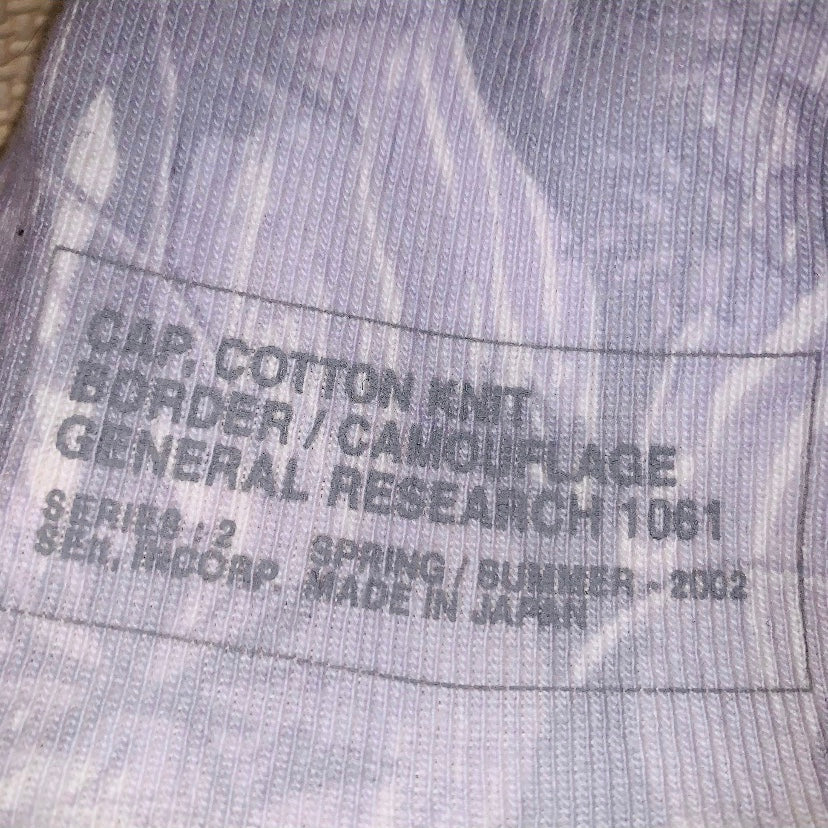 CAP, COTTON KNIT
BORDER / CAMOUFLAGE
GENERAL RESEARCH 1061
SERIES : 2 SPRING / SUMMER - 2002
SEH, INCORP. MADE IN JAPAN